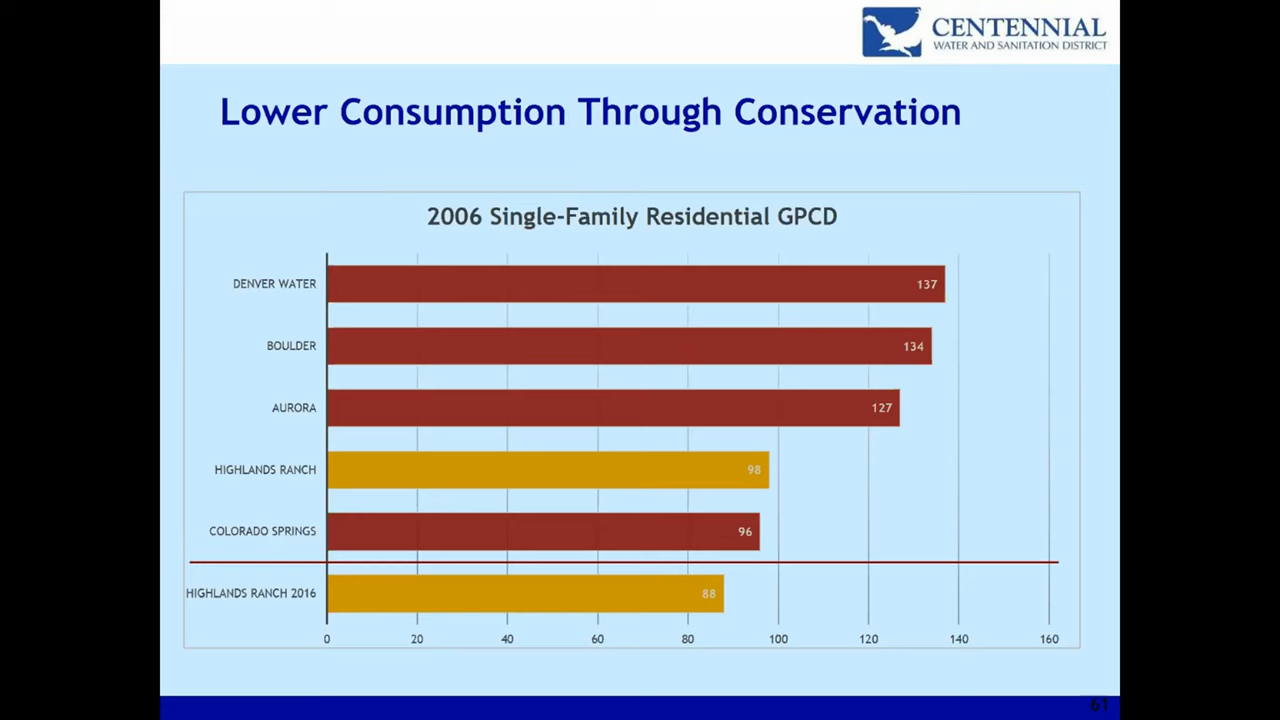 CENTENNIAL
WATER AND SANITATION DISTRICT
Lower Consumption Through Conservation
2006 Single-Family Residential GPCD
DENVER WATER 137
BOULDER 134
AURORA 127
HIGHLANDS RANCH 98
COLORADO SPRINGS 96
HIGHLANDS RANCH 2016 88
0 20 40 60 80 100 120 140 160
61